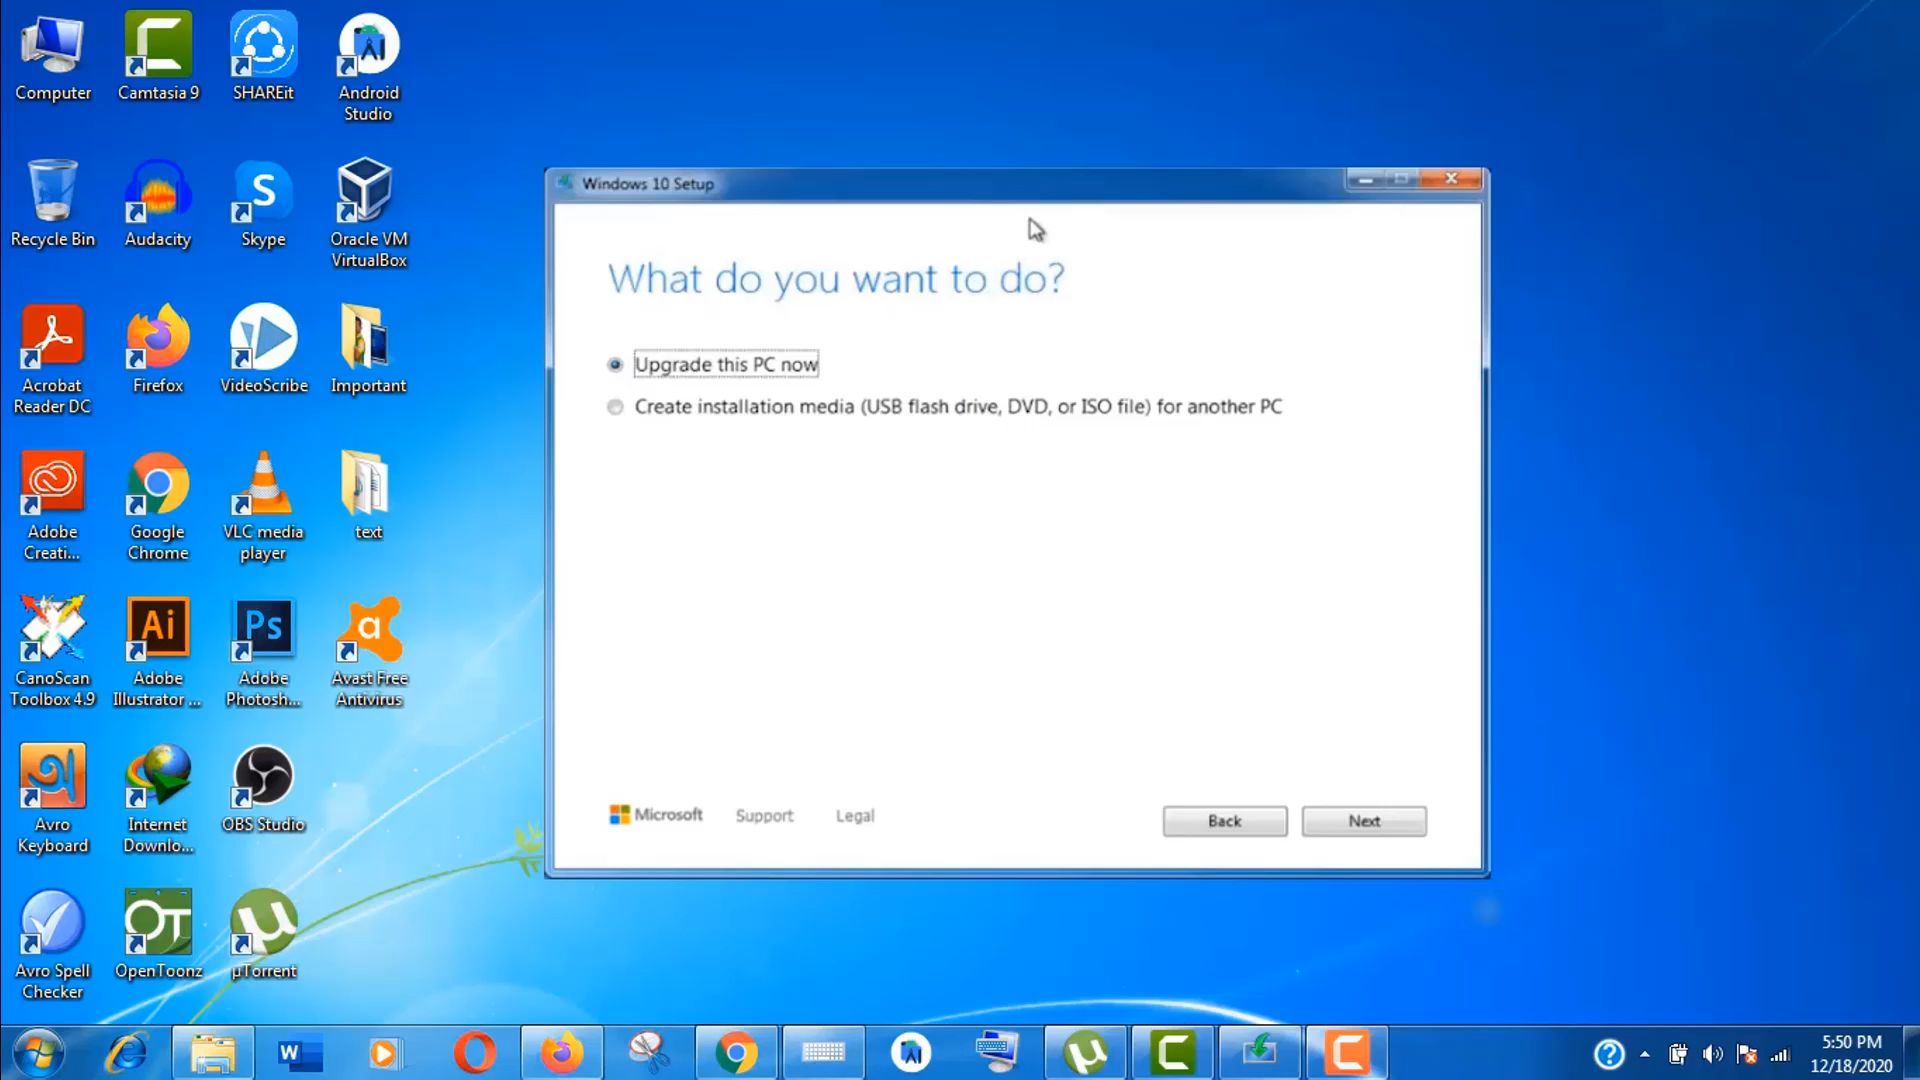 Computer
Camtasia 9
SHAREit
Android
Studio
Recycle Bin
Audacity
Skype
Oracle VM
VirtualBox
Acrobat
Reader DC
Firefox
VideoScribe
Important
Adobe
Creati...
Google
Chrome
VLC media
player
text
CanoScan
Toolbox 4.9
Ai
Adobe
Illustrator ...
Ps
Adobe
Photosh...
a
Avast Free
Antivirus
Avro
Keyboard
Internet
Downlo...
OBS Studio
Avro Spell
Checker
OT
OpenToonz
µ
µTorrent
Windows 10 Setup
What do you want to do?
Upgrade this PC now
Create installation media (USB flash drive, DVD, or ISO file) for another PC
Microsoft
Support
Legal
Back
Next
5:50 PM
12/18/2020